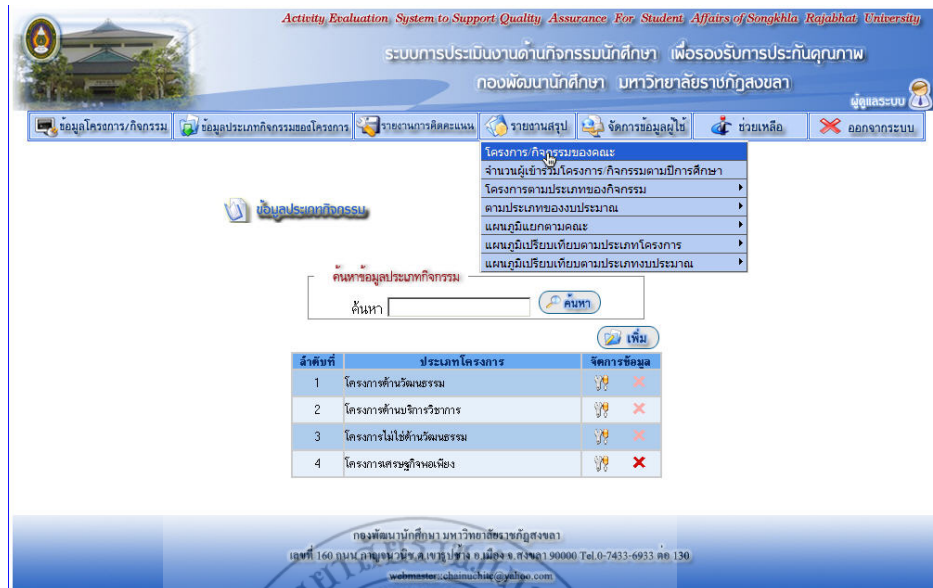 Activity Evaluation System to Support Quality Assurance For Student Affairs of Songkhla Rajabhat University
ระบบการประเมินงานด้านกิจกรรมนักศึกษา เพื่อรองรับการประกันคุณภาพ
กองพัฒนานักศึกษา มหาวิทยาลัยราชภัฏสงขลา
ผู้ดูแลระบบ
ข้อมูลโครงการ/กิจกรรม ข้อมูลประเภทกิจกรรมของโครงการ รายงานการคิดคะแนน รายงานสรุป จัดการข้อมูลผู้ใช้ ช่วยเหลือ ออกจากระบบ
โครงการ/กิจกรรมของคณะ
จำนวนผู้เข้าร่วมโครงการ/กิจกรรมตามปีการศึกษา
โครงการตามประเภทของกิจกรรม
ตามประเภทของงบประมาณ
แผนภูมิแยกตามคณะ
แผนภูมิเปรียบเทียบตามประเภทโครงการ
แผนภูมิเปรียบเทียบตามประเภทงบประมาณ
ข้อมูลประเภทกิจกรรม
ค้นหาข้อมูลประเภทกิจกรรม
ค้นหา ค้นหา
เพิ่ม
ลำดับที่ ประเภทโครงการ จัดการข้อมูล
1 โครงการด้านวัฒนธรรม
2 โครงการด้านบริการวิชาการ
3 โครงการไม่ใช่ด้านวัฒนธรรม
4 โครงการเศรษฐกิจพอเพียง
กองพัฒนานักศึกษา มหาวิทยาลัยราชภัฏสงขลา
เลขที่ 160 ถนน กาญจนวนิช ต.เขารูปช้าง อ.เมือง จ.สงขลา 90000 Tel.0-7433-6933 ต่อ 130
webmaster::chainuchit@yahoo.com